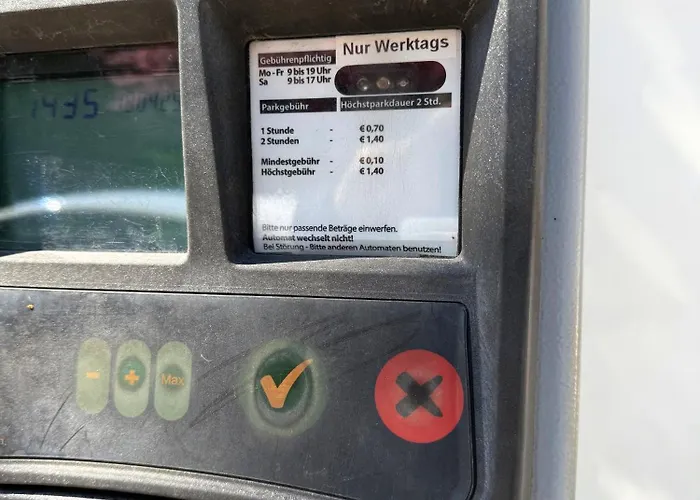 1435
Nur Werktags
Gebührenpflichtig
Mo - Fr 9 bis 19 Uhr
Sa 9 bis 17 Uhr
Parkgebühr Höchstparkdauer 2 Std.
1 Stunde - € 0,70
2 Stunden - € 1,40
Mindestgebühr - € 0,10
Höchstgebühr - € 1,40
Bitte nur passende Beträge einwerfen.
Automat wechselt nicht!
Bei Störung - Bitte anderen Automaten benutzen!
- + Max